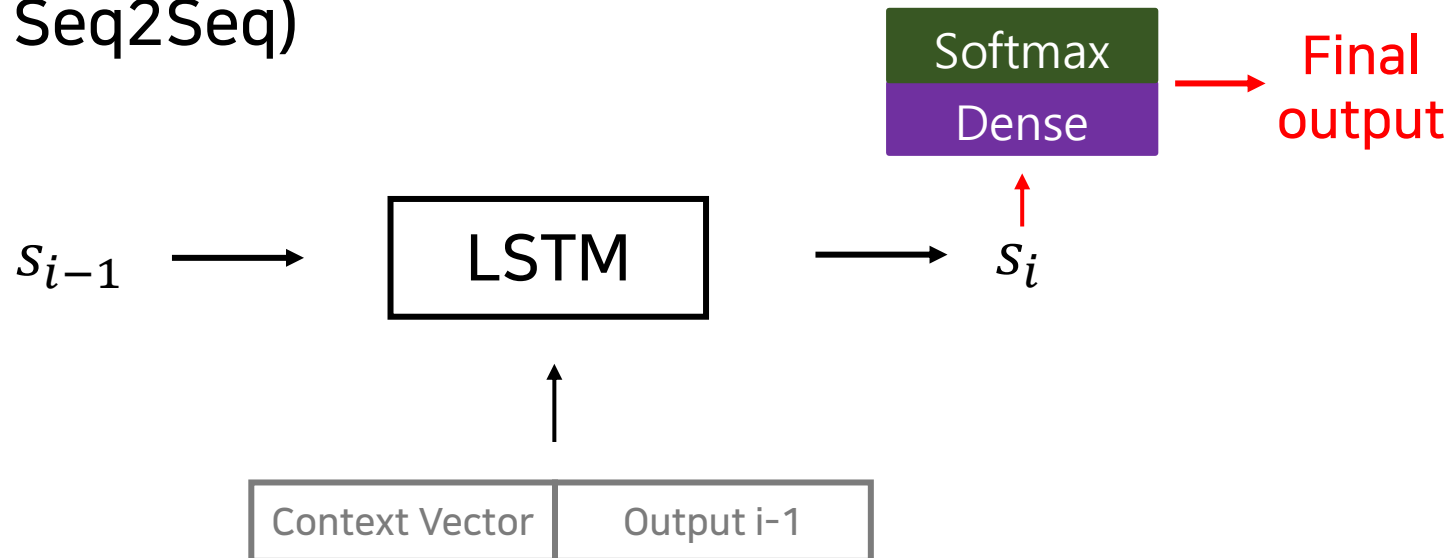 Seq2Seq)
Softmax
Dense
Final
output
s_{i-1}
LSTM
s_i
Context Vector
Output i-1